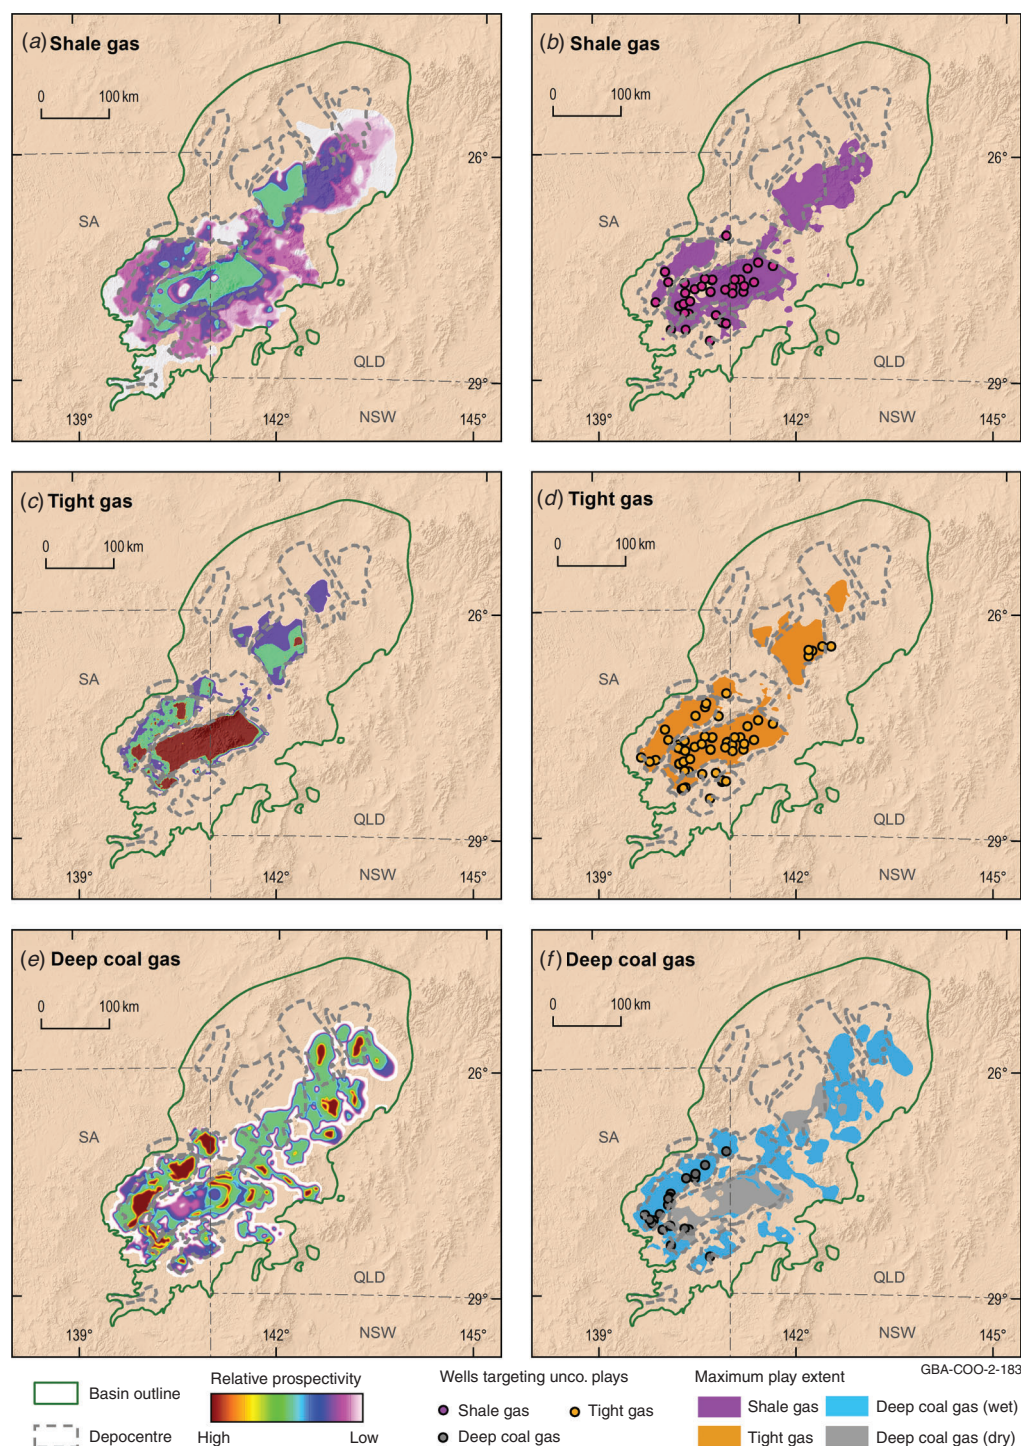 (a) Shale gas
0 100 km
SA
QLD
NSW
26°
29°
139° 142° 145°
(b) Shale gas
0 100 km
SA
QLD
NSW
26°
29°
139° 142° 145°
(c) Tight gas
0 100 km
SA
QLD
NSW
26°
29°
139° 142° 145°
(d) Tight gas
0 100 km
SA
QLD
NSW
26°
29°
139° 142° 145°
(e) Deep coal gas
0 100 km
SA
QLD
NSW
26°
29°
139° 142° 145°
(f) Deep coal gas
0 100 km
SA
QLD
NSW
26°
29°
139° 142° 145°
GBA-COO-2-183
Basin outline
Depocentre
Relative prospectivity
High Low
Wells targeting unco. plays
Shale gas
Tight gas
Deep coal gas
Maximum play extent
Shale gas
Deep coal gas (wet)
Tight gas
Deep coal gas (dry)